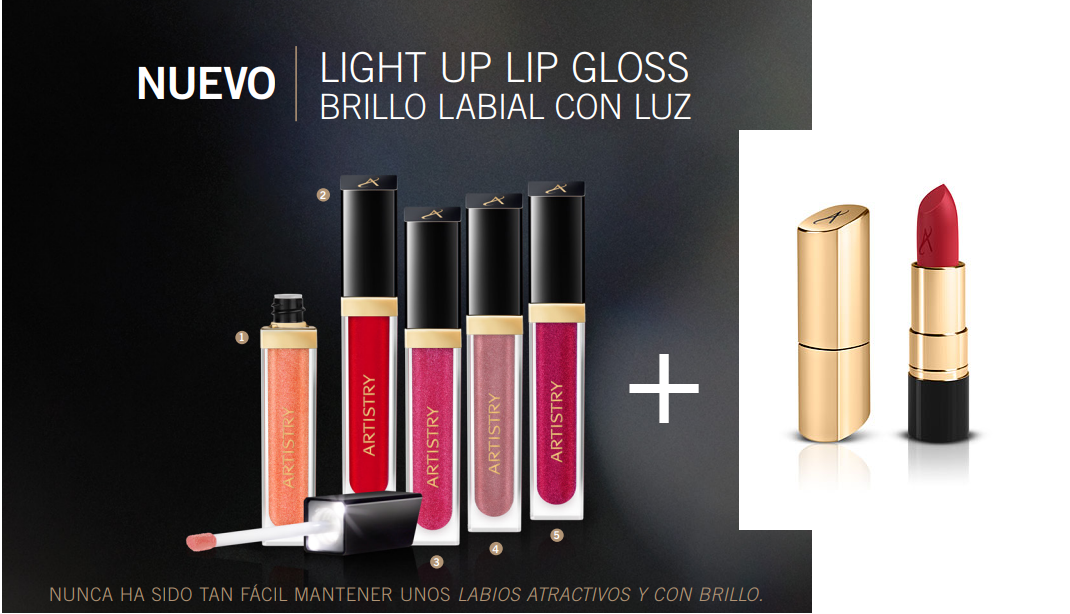 NUEVO
LIGHT UP LIP GLOSS
BRILLO LABIAL CON LUZ
2
1
ARTISTRY
ARTISTRY
ARTISTRY
ARTISTRY
ARTISTRY
+
5
4
3
NUNCA HA SIDO TAN FÁCIL MANTENER UNOS LABIOS ATRACTIVOS Y CON BRILLO.